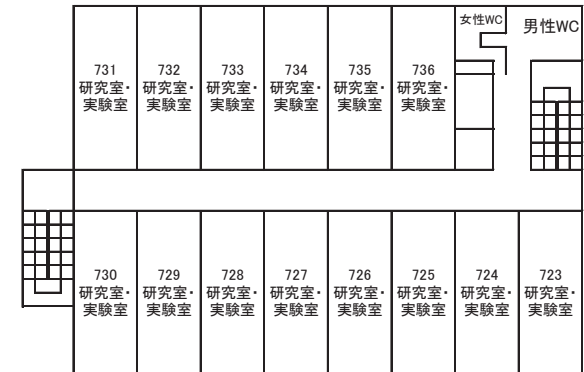 女性WC
男性WC
731
研究室・
実験室
732
研究室・
実験室
733
研究室・
実験室
734
研究室・
実験室
735
研究室・
実験室
736
研究室・
実験室
730
研究室・
実験室
729
研究室・
実験室
728
研究室・
実験室
727
研究室・
実験室
726
研究室・
実験室
725
研究室・
実験室
724
研究室・
実験室
723
研究室・
実験室